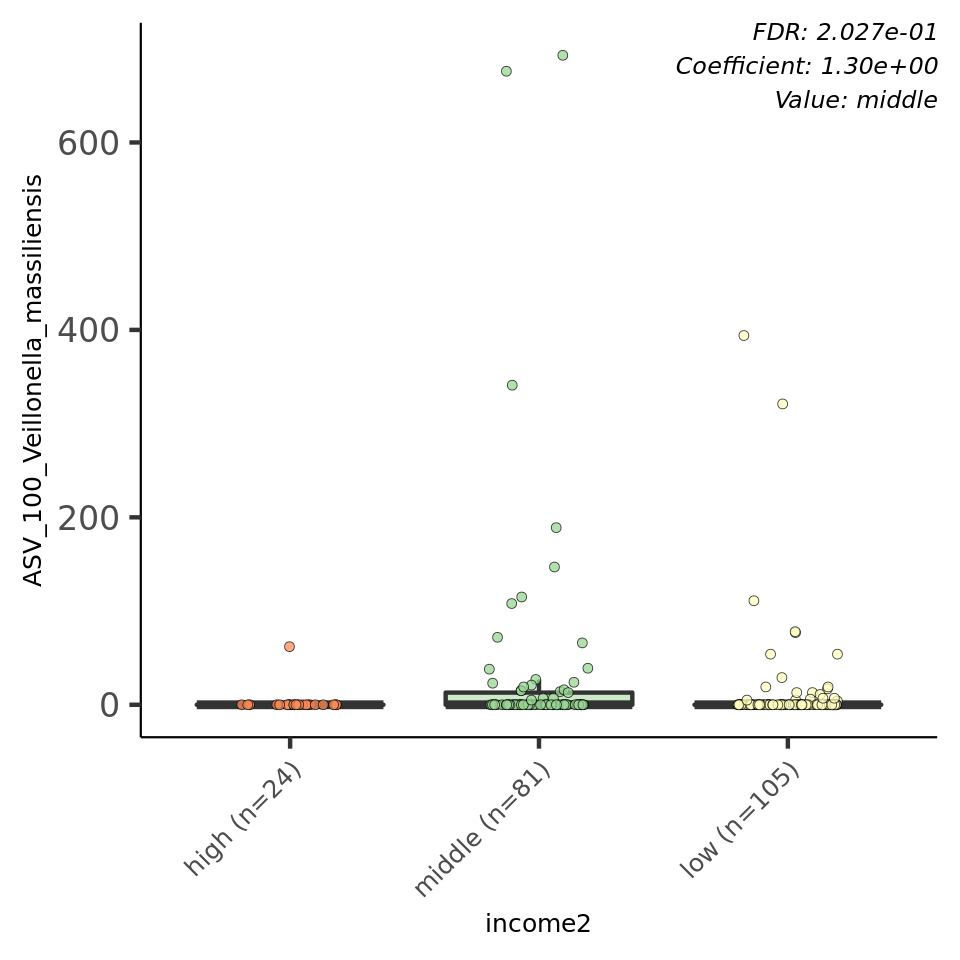 FDR: 2.027e-01
Coefficient: 1.30e+00
Value: middle
ASV_100_Veillonella_massiliensis
600
400
200
0
high (n=24)
middle (n=81)
low (n=105)
income2